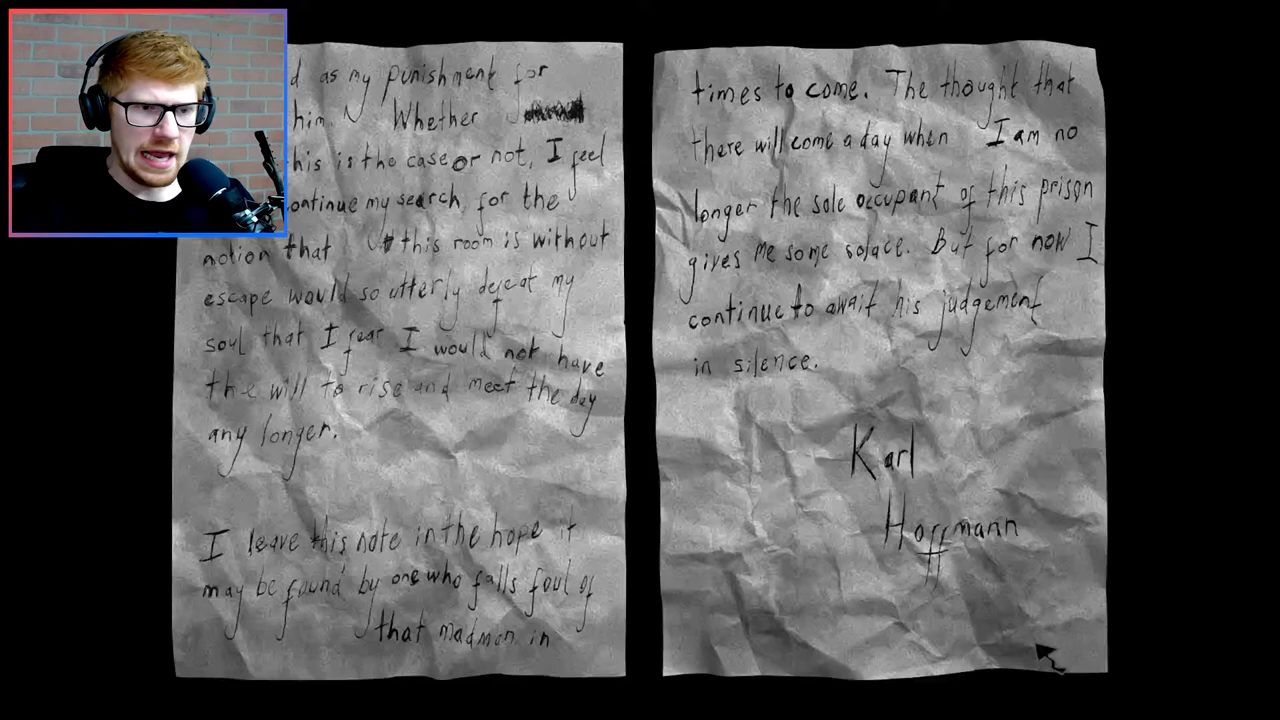 as my punishment for
him. Whether
this is the case or not, I feel
continue my search, for the
notion that this room is without
escape would so utterly defeat my
soul that I fear I would not have
the will to rise and meet the day
any longer.
I leave this note in the hope it
may be found by one who falls foul of
that madman in
times to come. The thought that
there will come a day when I am no
longer the sole occupant of this prison
gives me some solace. But for now I
continue to await his judgement
in silence.
Karl
Hoffmann